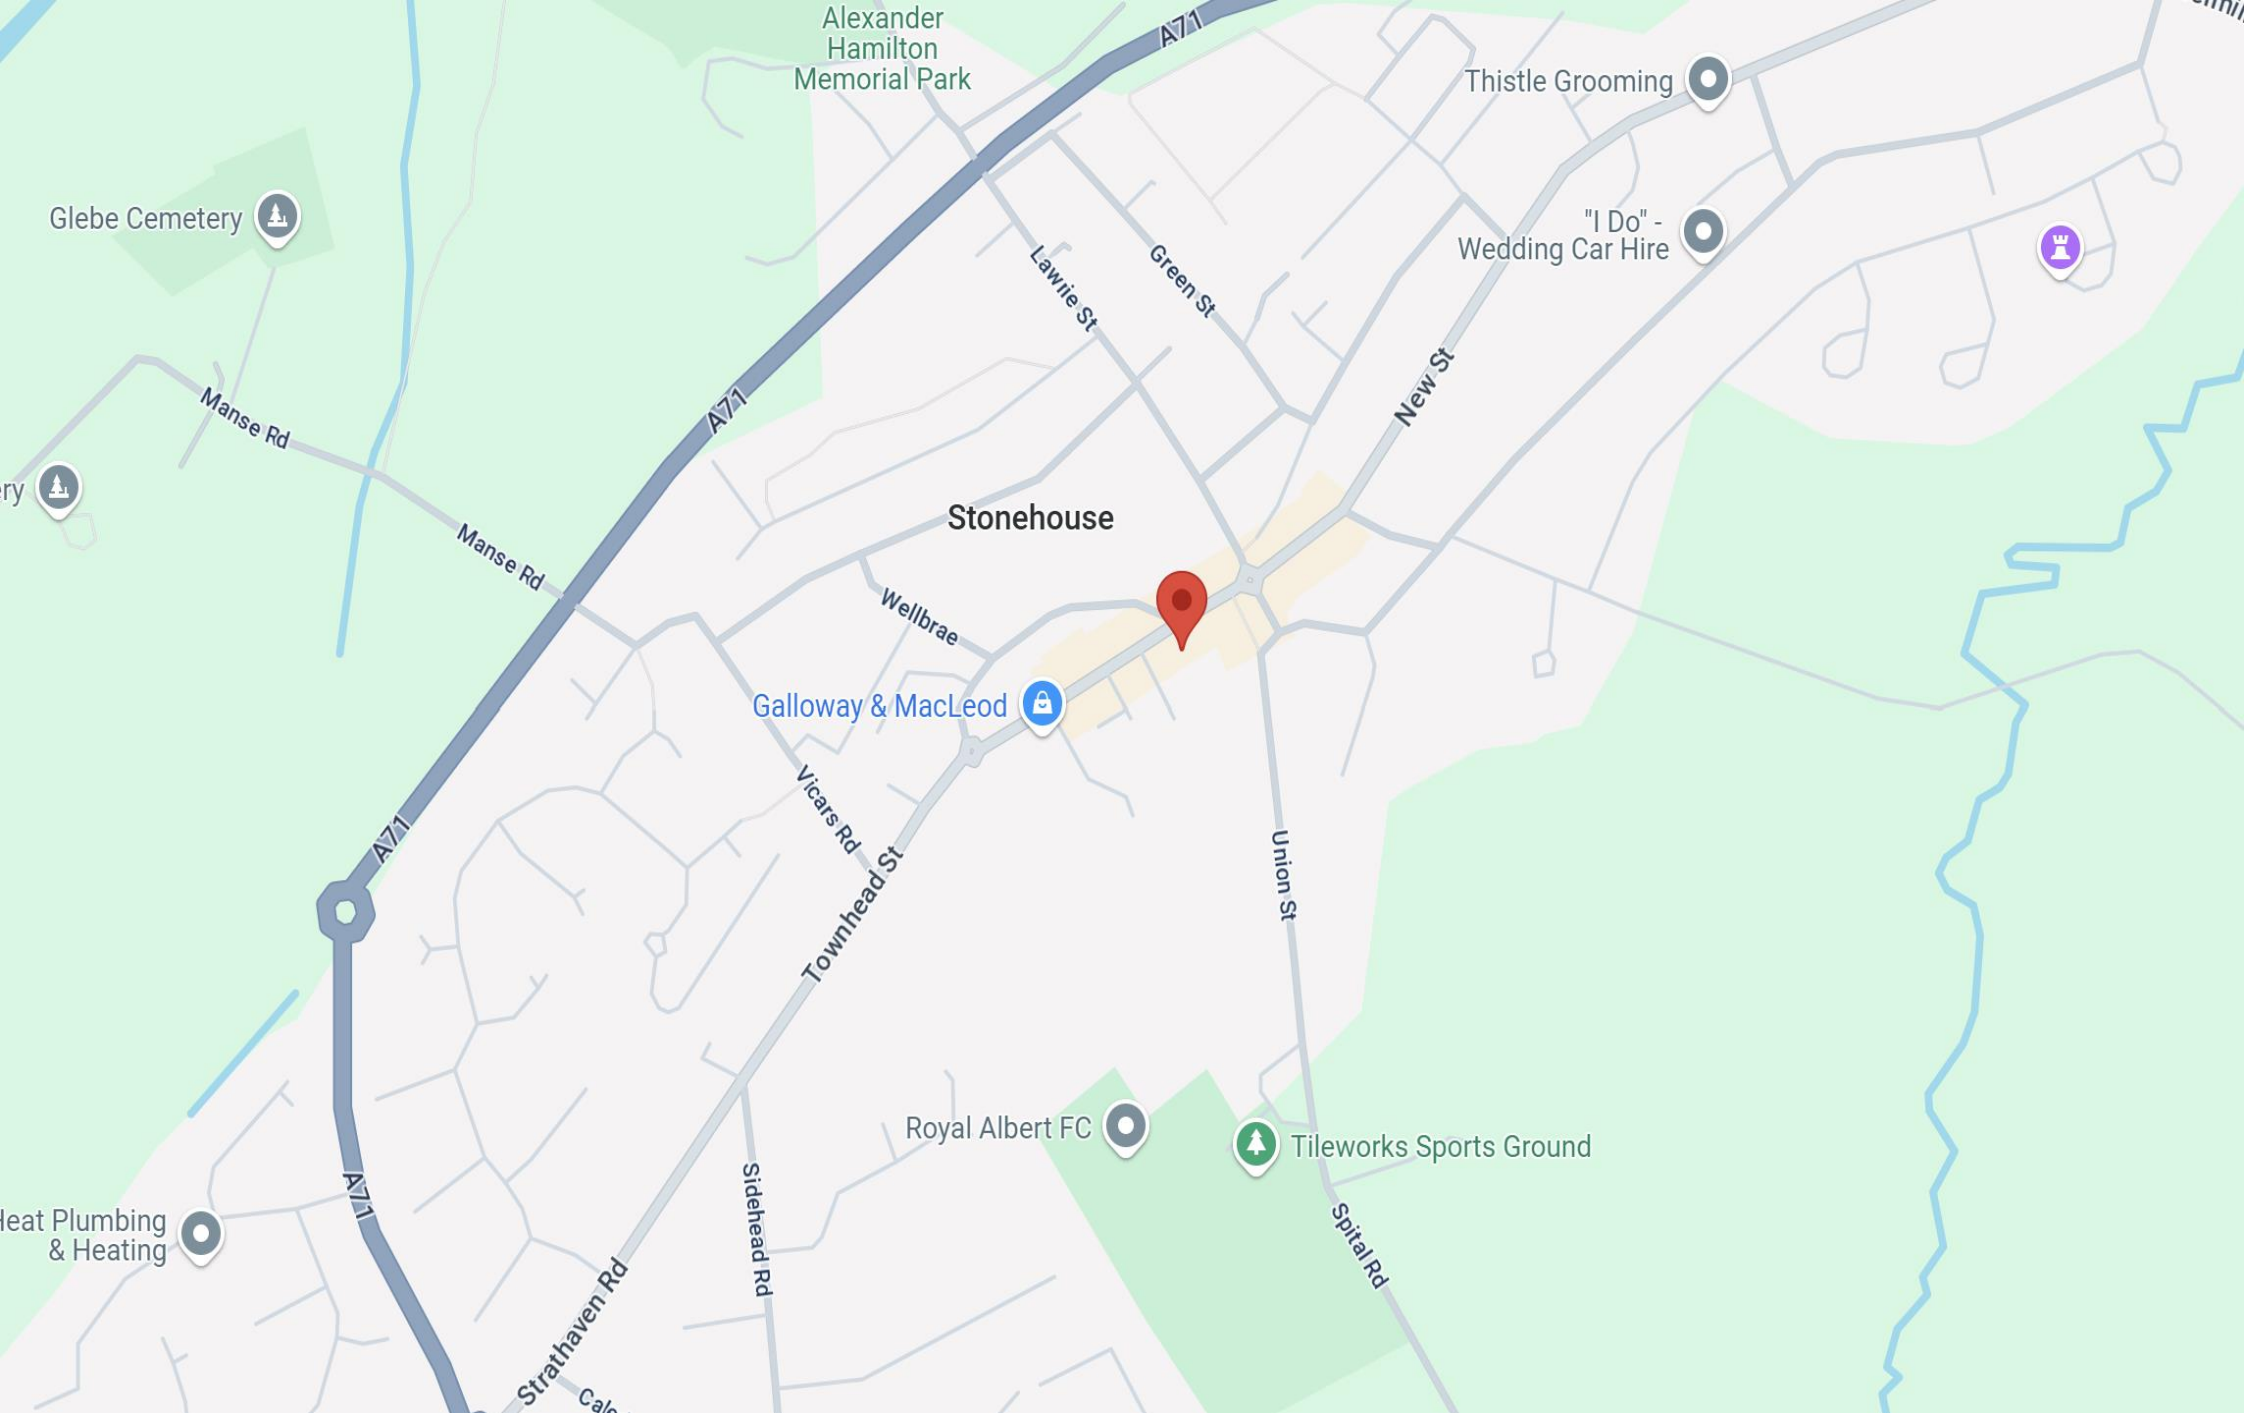 Alexander
Hamilton
Memorial Park
A71
Thistle Grooming
Glebe Cemetery
"I Do" -
Wedding Car Hire
Lawrie St
Green St
New St
A71
Manse Rd
Stonehouse
Manse Rd
Wellbrae
Galloway & MacLeod
Vicars Rd
A71
Townhead St
Union St
Royal Albert FC
Tileworks Sports Ground
A71
Sidehead Rd
Heat Plumbing
& Heating
Spital Rd
Strathaven Rd